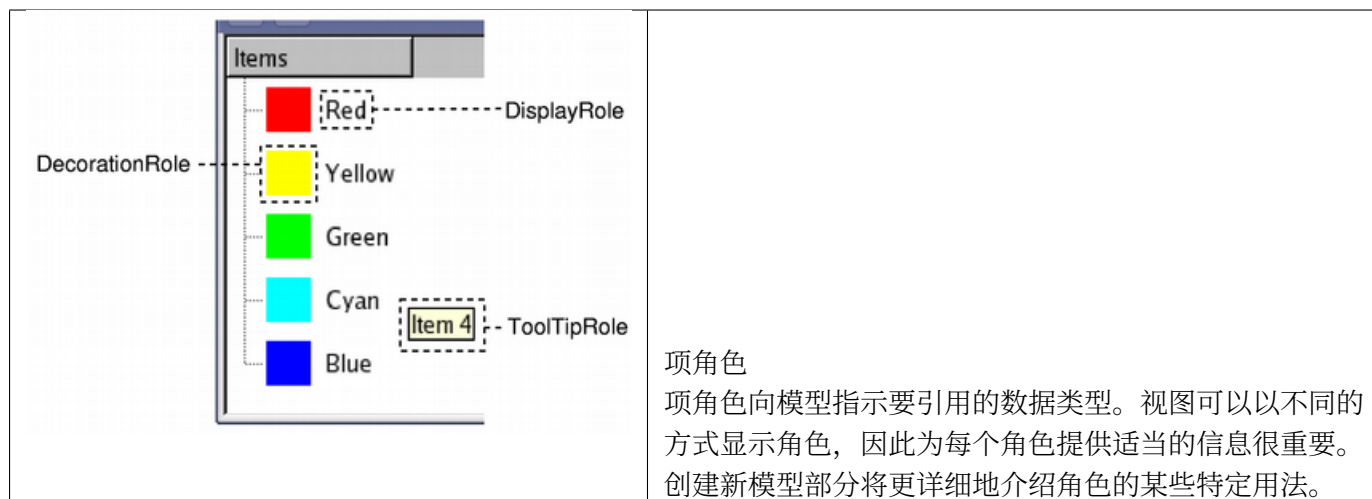 Items
Red
DisplayRole
DecorationRole
Yellow
Green
Cyan
Item 4
ToolTipRole
Blue
项角色
项角色向模型指示要引用的数据类型。视图可以以不同的
方式显示角色，因此为每个角色提供适当的信息很重要。
创建新模型部分将更详细地介绍角色的某些特定用法。